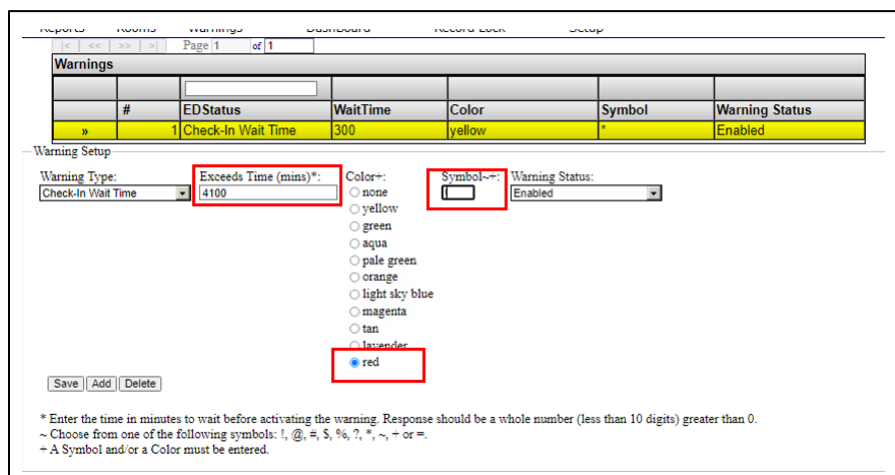 Reports Rooms Warnings DashBoard Record Lock Setup
|< << >> >| Page 1 of 1
Warnings
# EDStatus WaitTime Color Symbol Warning Status
» 1 Check-In Wait Time 300 yellow * Enabled
Warning Setup
Warning Type: Exceeds Time (mins)*: Color+: Symbol~+: Warning Status:
Check-In Wait Time 4100 none Enabled
yellow
green
aqua
pale green
orange
light sky blue
magenta
tan
lavender
red
Save Add Delete
* Enter the time in minutes to wait before activating the warning. Response should be a whole number (less than 10 digits) greater than 0.
~ Choose from one of the following symbols: !, @, #, $, %, ?, *, ~, + or =.
+ A Symbol and/or a Color must be entered.